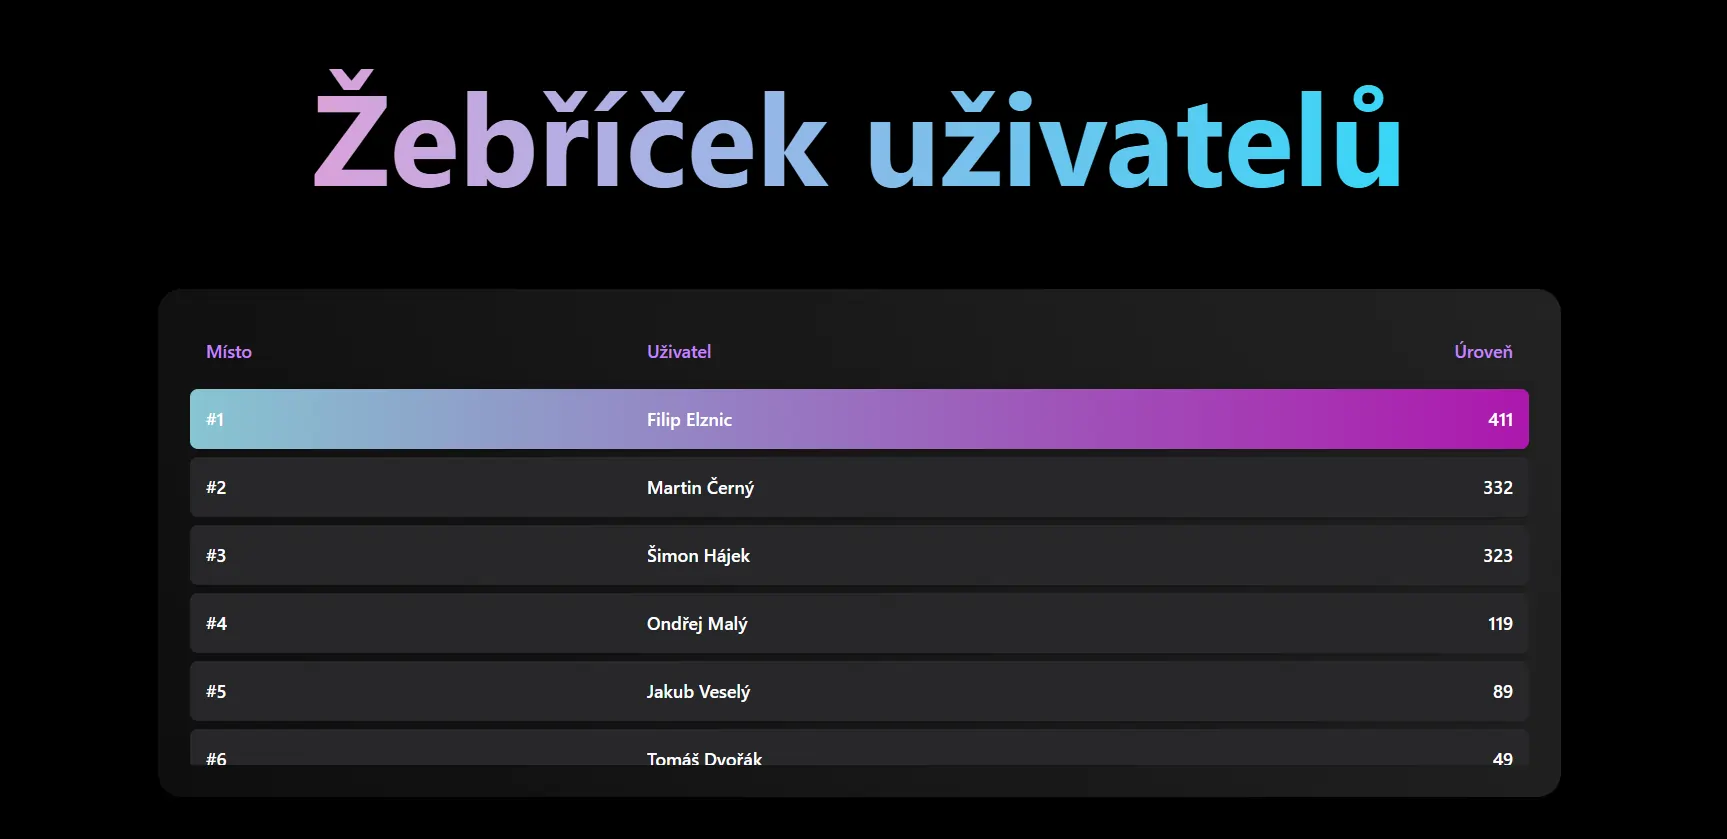 Žebříček uživatelů
Místo Uživatel Úroveň
#1 Filip Elznic 411
#2 Martin Černý 332
#3 Šimon Hájek 323
#4 Ondřej Malý 119
#5 Jakub Veselý 89
#6 Tomáš Dvořák 49